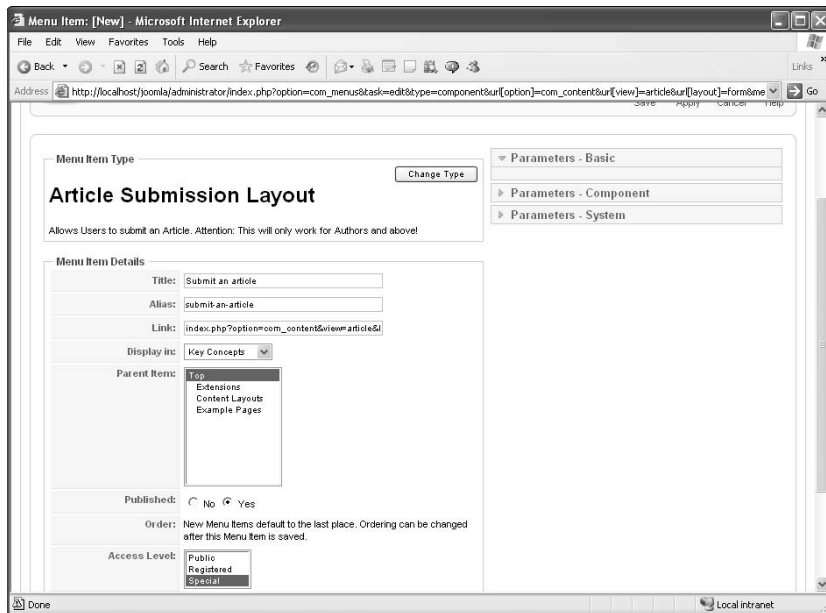 Menu Item: [New] - Microsoft Internet Explorer
File Edit View Favorites Tools Help
Back Search Favorites Links »
Address http://localhost/joomla/administrator/index.php?option=com_menus&task=edit&type=component&url[option]=com_content&url[view]=article&url[layout]=form&me Go
Save Apply Cancel Help
Menu Item Type
Change Type
Article Submission Layout
Allows Users to submit an Article. Attention: This will only work for Authors and above!
Parameters - Basic
Parameters - Component
Parameters - System
Menu Item Details
Title: Submit an article
Alias: submit-an-article
Link: index.php?option=com_content&view=article&l
Display in: Key Concepts
Parent Item: Top
Extensions
Content Layouts
Example Pages
Published: No Yes
Order: New Menu Items default to the last place. Ordering can be changed
after this Menu Item is saved.
Access Level: Public
Registered
Special
Done Local intranet